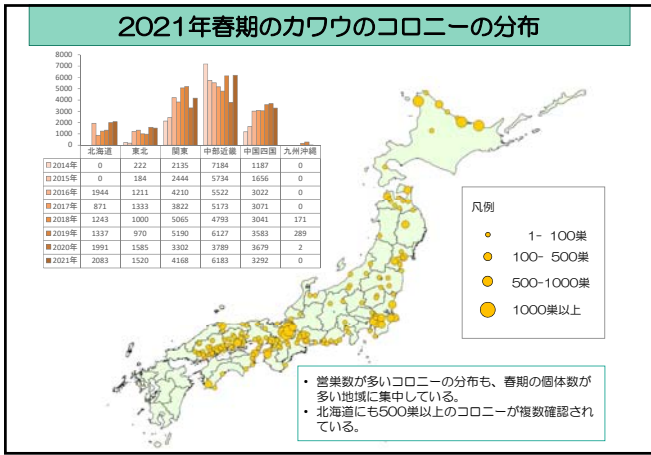 2021年春期のカワウのコロニーの分布
8000
7000
6000
5000
4000
3000
2000
1000
0
北海道 東北 関東 中部近畿 中国四国 九州沖縄
2014年 0 222 2135 7184 1187 0
2015年 0 184 2444 5734 1656 0
2016年 1944 1211 4210 5522 3022 0
2017年 871 1333 3822 5173 3071 0
2018年 1243 1000 5065 4793 3041 171
2019年 1337 970 5190 6127 3583 289
2020年 1991 1585 3302 3789 3679 2
2021年 2083 1520 4168 6183 3292 0
凡例
1- 100巣
100- 500巣
500-1000巣
1000巣以上
• 営巣数が多いコロニーの分布も、春期の個体数が
多い地域に集中している。
• 北海道にも500巣以上のコロニーが複数確認され
ている。